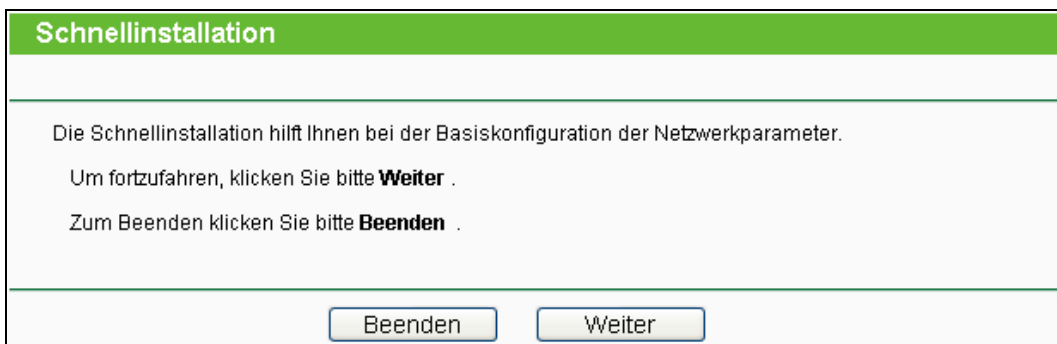 Schnellinstallation
Die Schnellinstallation hilft Ihnen bei der Basiskonfiguration der Netzwerkparameter.
Um fortzufahren, klicken Sie bitte Weiter .
Zum Beenden klicken Sie bitte Beenden .
Beenden Weiter